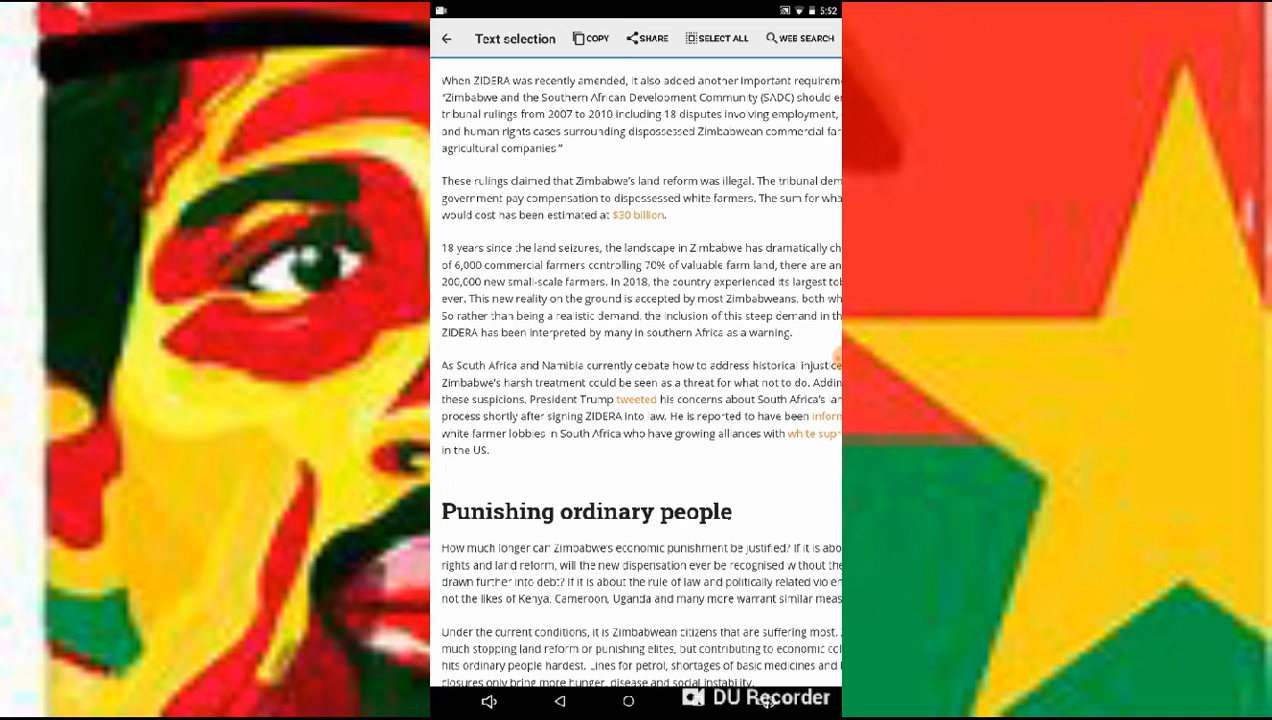 5:52
Text selection COPY SHARE SELECT ALL WEB SEARCH
When ZIDERA was recently amended, it also added another important
"Zimbabwe and the Southern African Development Community (SADC) should
tribunal rulings from 2007 to 2010 including 18 disputes involving employment,
and human rights cases surrounding dispossessed Zimbabwean commercial
agricultural companies."
These rulings claimed that Zimbabwe's land reform was illegal. The tribunal
government pay compensation to dispossessed white farmers. The sum for
would cost has been estimated at $30 billion.
18 years since the land seizures, the landscape in Zimbabwe has dramatically
of 6,000 commercial farmers controlling 70% of valuable farm land, there are
200,000 new small-scale farmers. In 2018, the country experienced its largest
ever. This new reality on the ground is accepted by most Zimbabweans, both
So rather than being a realistic demand, the inclusion of this steep demand in
ZIDERA has been interpreted by many in southern Africa as a warning.
As South Africa and Namibia currently debate how to address historical
Zimbabwe's harsh treatment could be seen as a threat for what not to do.
these suspicions, President Trump tweeted his concerns about South Africa's
process shortly after signing ZIDERA into law. He is reported to have been
white farmer lobbies in South Africa who have growing alliances with white
in the US.
Punishing ordinary people
How much longer can Zimbabwe's economic punishment be justified? If it is
rights and land reform, will the new dispensation ever be recognised without
drawn further into debt? If it is about the rule of law and politically related
not the likes of Kenya, Cameroon, Uganda and many more warrant similar
Under the current conditions, it is Zimbabwean citizens that are suffering most.
much stopping land reform or punishing elites, but contributing to economic
hits ordinary people hardest. Lines for petrol, shortages of basic medicines and
closures only bring more hunger, disease and social instability.
DU Recorder